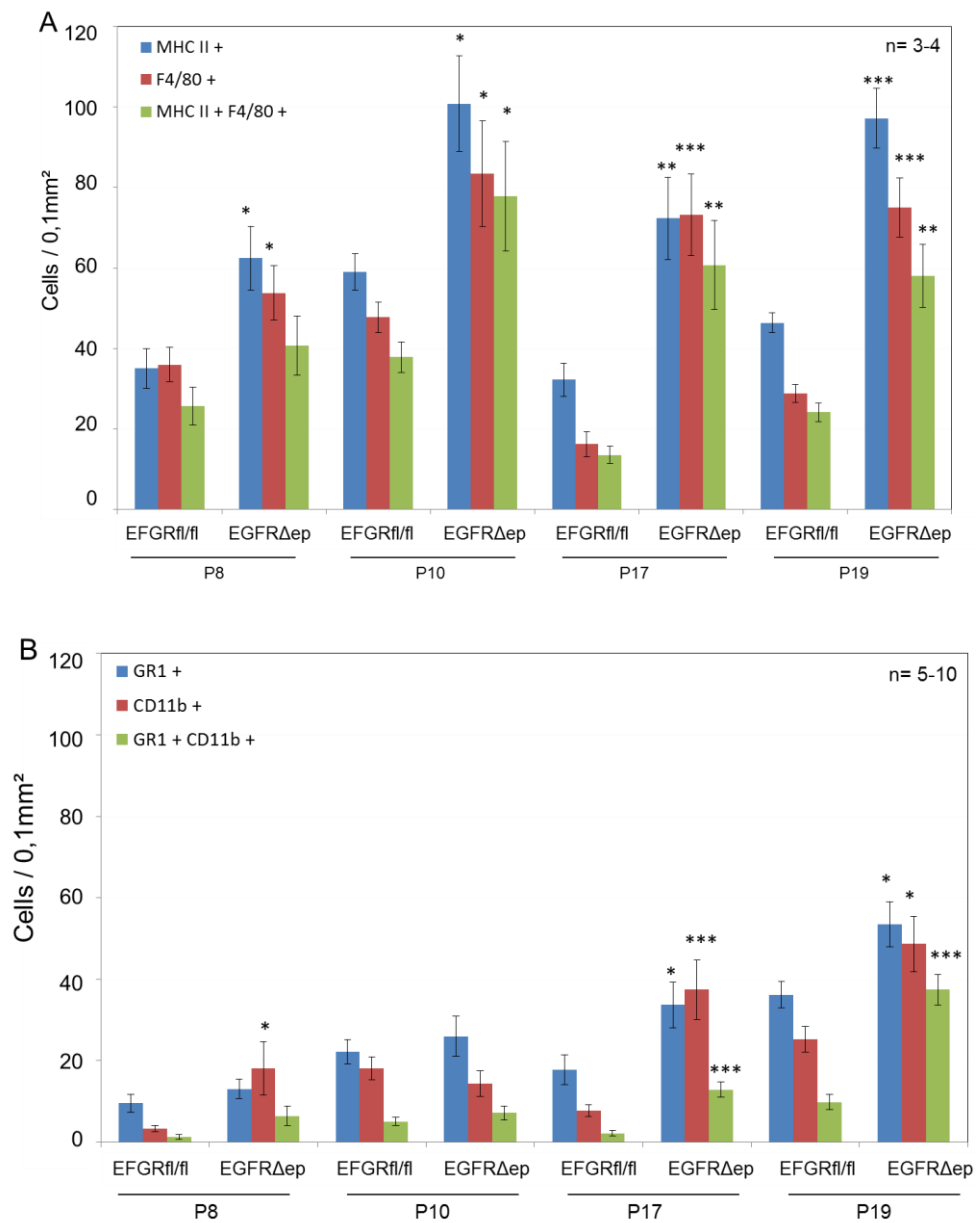 A
MHC II +
F4/80 +
MHC II + F4/80 +
n= 3-4
Cells / 0,1mm²
120
100
80
60
40
20
0
*
*
*
*
*
**
***
**
***
***
**
EFGRfl/fl EGFRΔep EFGRfl/fl EGFRΔep EFGRfl/fl EGFRΔep EFGRfl/fl EGFRΔep
P8 P10 P17 P19
B
GR1 +
CD11b +
GR1 + CD11b +
n= 5-10
Cells / 0,1mm²
120
100
80
60
40
20
0
*
*
***
***
*
*
***
EFGRfl/fl EGFRΔep EFGRfl/fl EGFRΔep EFGRfl/fl EGFRΔep EFGRfl/fl EGFRΔep
P8 P10 P17 P19